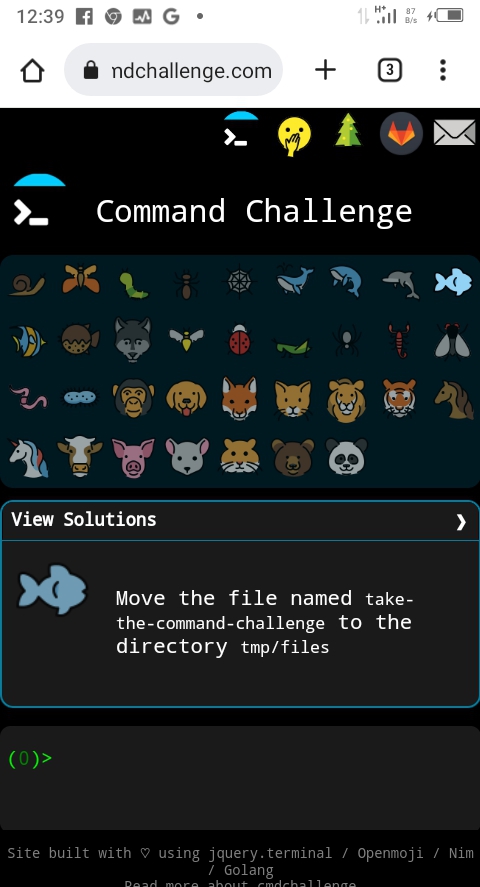 12:39
H+
87
B/s
ndchallenge.com
3
Command Challenge
View Solutions
Move the file named take-
the-command-challenge to the
directory tmp/files
(0)>
Site built with ♡ using jquery.terminal / Openmoji / Nim
/ Golang
Read more about cmdchallenge